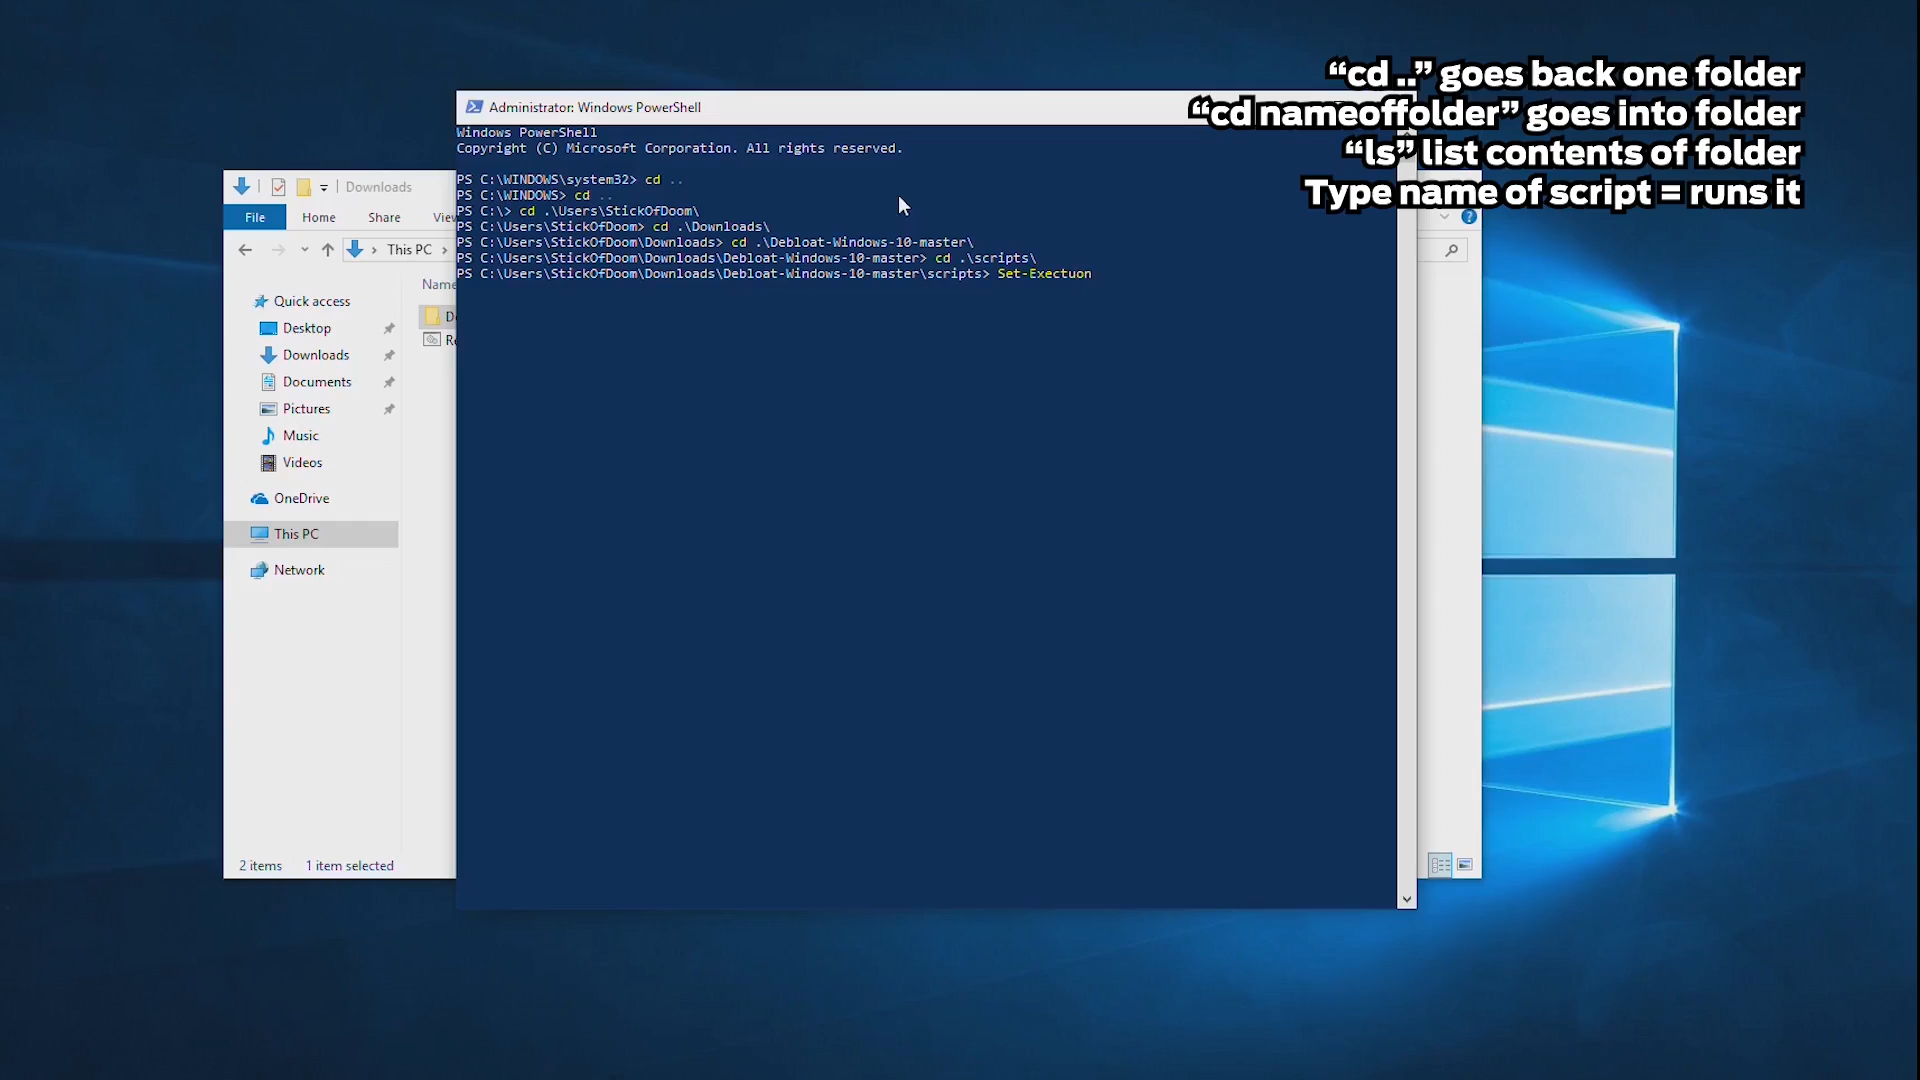 “cd ..” goes back one folder
“cd nameoffolder” goes into folder
“ls” list contents of folder
Type name of script = runs it
Administrator: Windows PowerShell
Windows PowerShell
Copyright (C) Microsoft Corporation. All rights reserved.
PS C:\WINDOWS\system32> cd ..
PS C:\WINDOWS> cd ..
PS C:\> cd .\Users\StickOfDoom\
PS C:\Users\StickOfDoom> cd .\Downloads\
PS C:\Users\StickOfDoom\Downloads> cd .\Debloat-Windows-10-master\
PS C:\Users\StickOfDoom\Downloads\Debloat-Windows-10-master> cd .\scripts\
PS C:\Users\StickOfDoom\Downloads\Debloat-Windows-10-master\scripts> Set-Exectuon
Downloads
File Home Share
This PC
Name
Quick access
Desktop
Downloads
Documents
Pictures
Music
Videos
OneDrive
This PC
Network
2 items 1 item selected